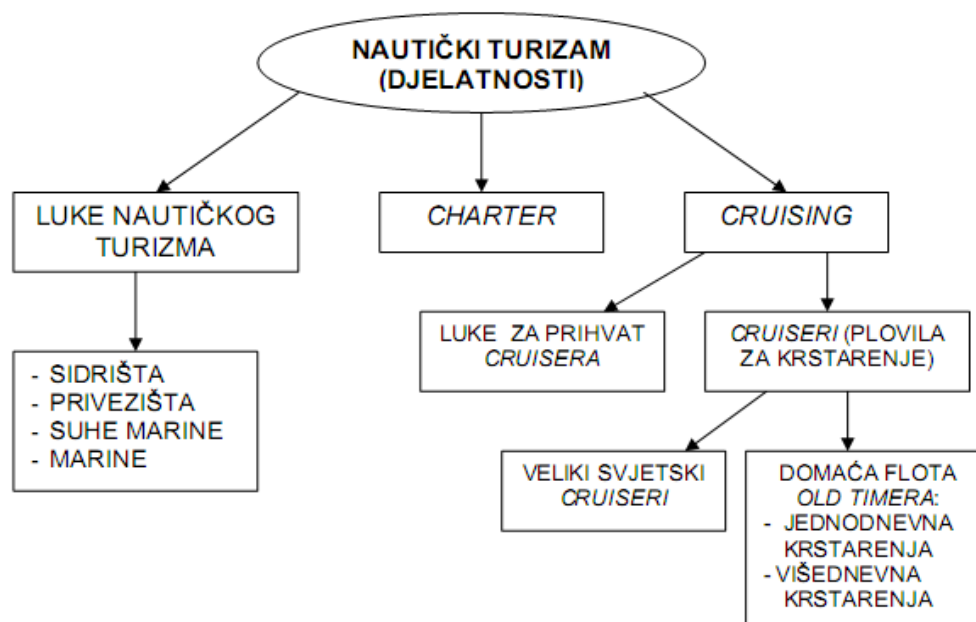 NAUTIČKI TURIZAM
(DJELATNOSTI)
LUKE NAUTIČKOG
TURIZMA
CHARTER
CRUISING
LUKE ZA PRIHVAT
CRUISERA
CRUISERI (PLOVILA
ZA KRSTARENJE)
- SIDRIŠTA
- PRIVEZIŠTA
- SUHE MARINE
- MARINE
VELIKI SVJETSKI
CRUISERI
DOMAĆA FLOTA
OLD TIMERA:
- JEDNODNEVNA
KRSTARENJA
-VIŠEDNEVNA
KRSTARENJA